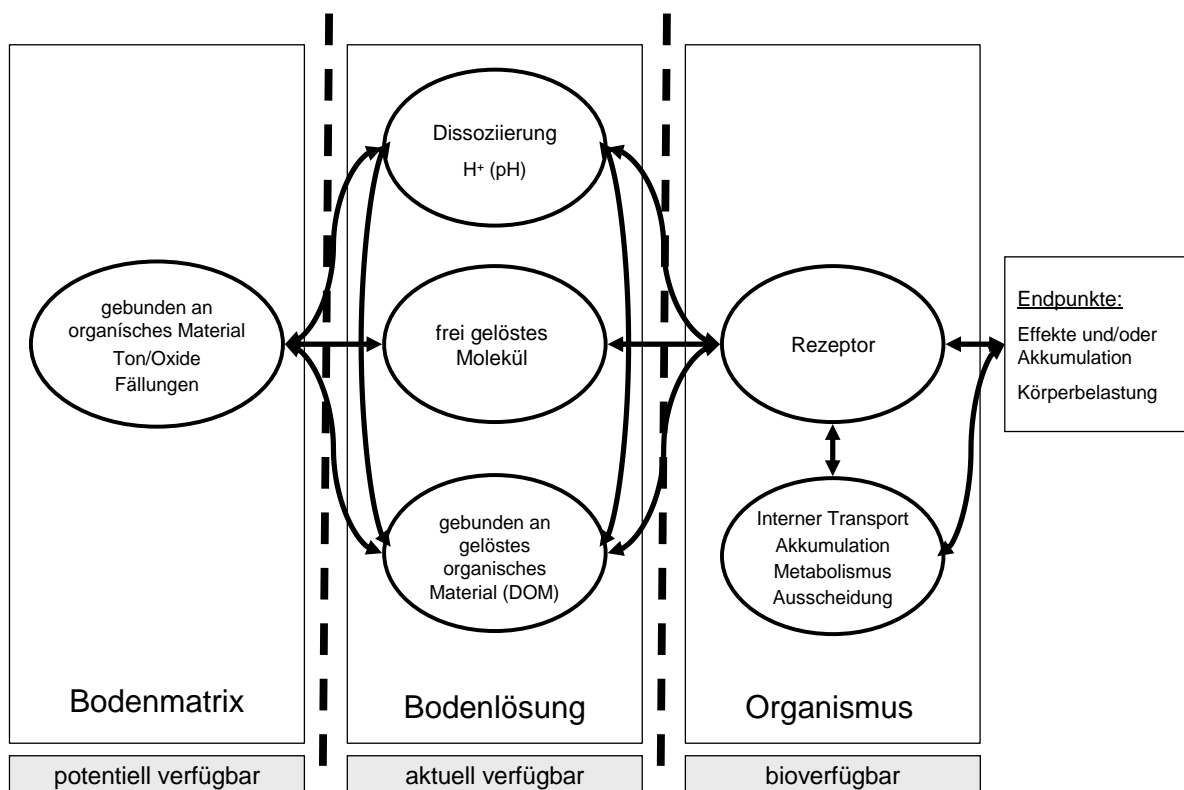 gebunden an
organísches Material
Ton/Oxide
Fällungen
Bodenmatrix
potentiell verfügbar
Dissoziierung
H⁺ (pH)
frei gelöstes
Molekül
gebunden an
gelöstes
organisches
Material (DOM)
Bodenlösung
aktuell verfügbar
Rezeptor
Interner Transport
Akkumulation
Metabolismus
Ausscheidung
Organismus
bioverfügbar
Endpunkte:
Effekte und/oder
Akkumulation
Körperbelastung